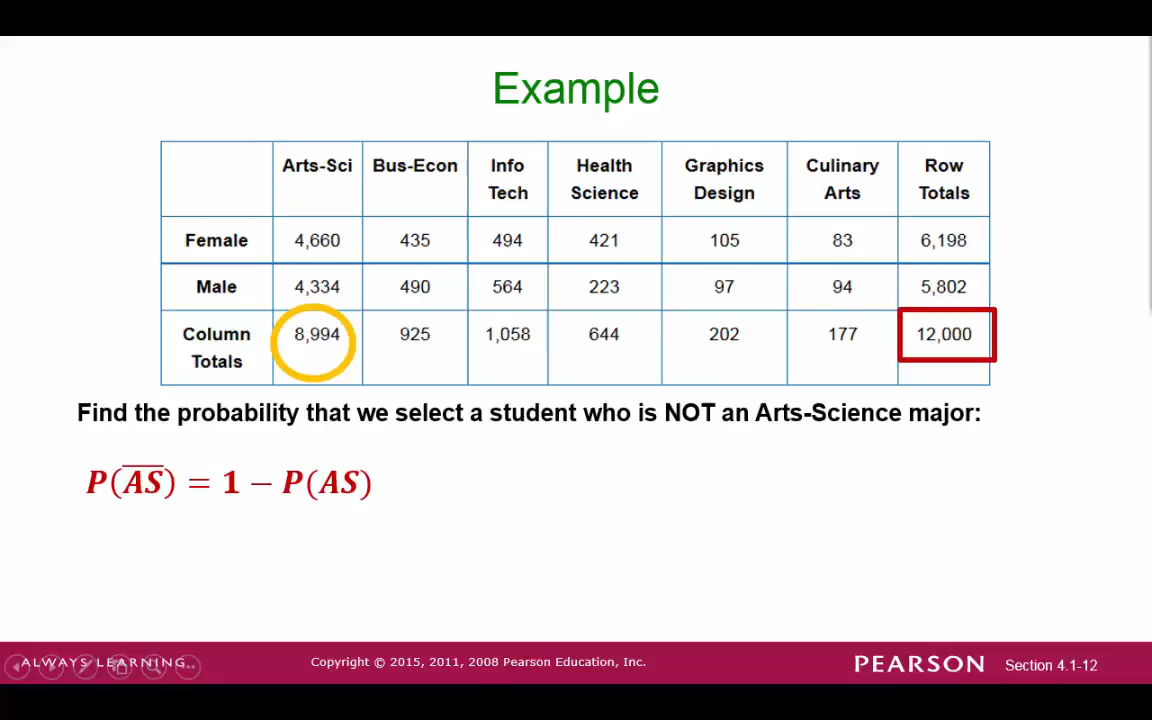 Example
Arts-Sci Bus-Econ Info Tech Health Science Graphics Design Culinary Arts Row Totals
Female 4,660 435 494 421 105 83 6,198
Male 4,334 490 564 223 97 94 5,802
Column Totals 8,994 925 1,058 644 202 177 12,000
Find the probability that we select a student who is NOT an Arts-Science major:
P(A̅S̅) = 1 − P(AS)
ALWAYS LEARNING
Copyright © 2015, 2011, 2008 Pearson Education, Inc.
PEARSON
Section 4.1-12